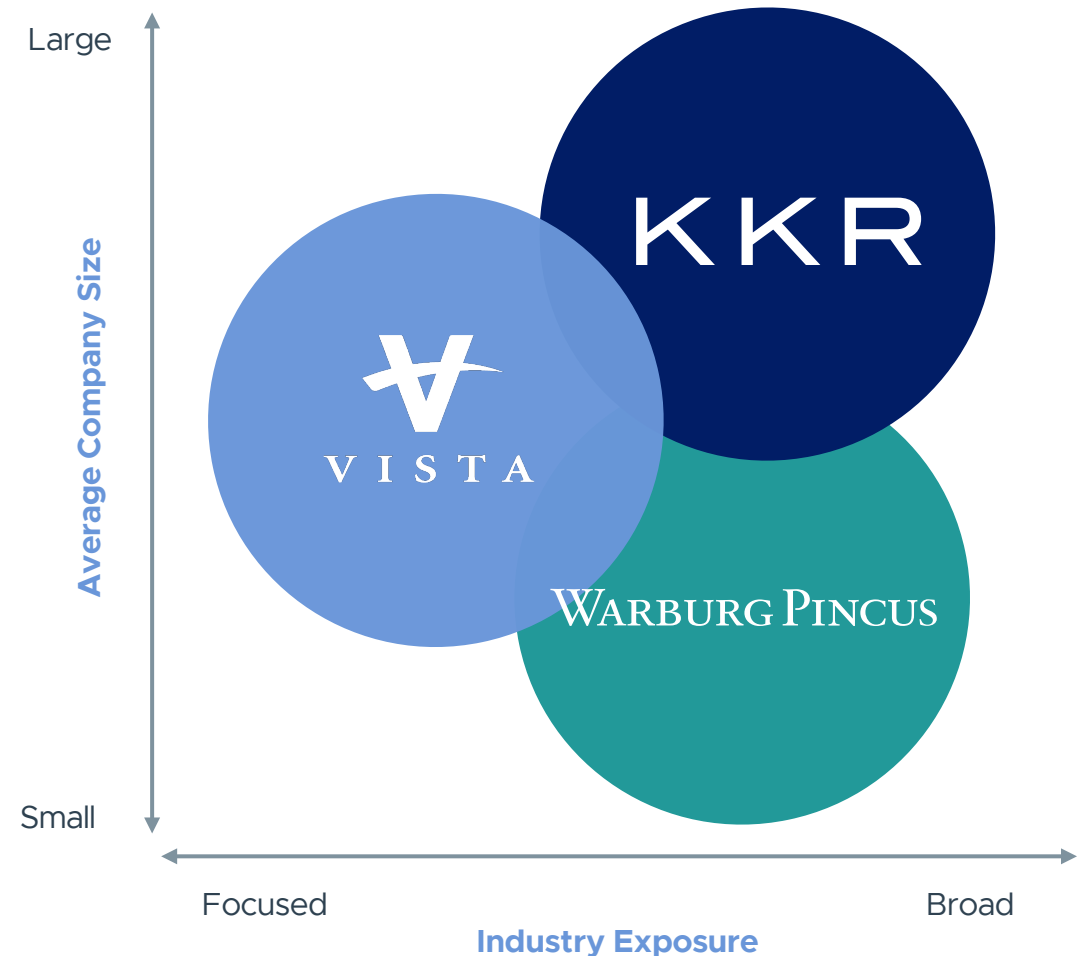 Large
KKR
Average Company Size
VISTA
WARBURG PINCUS
Small
Focused
Broad
Industry Exposure